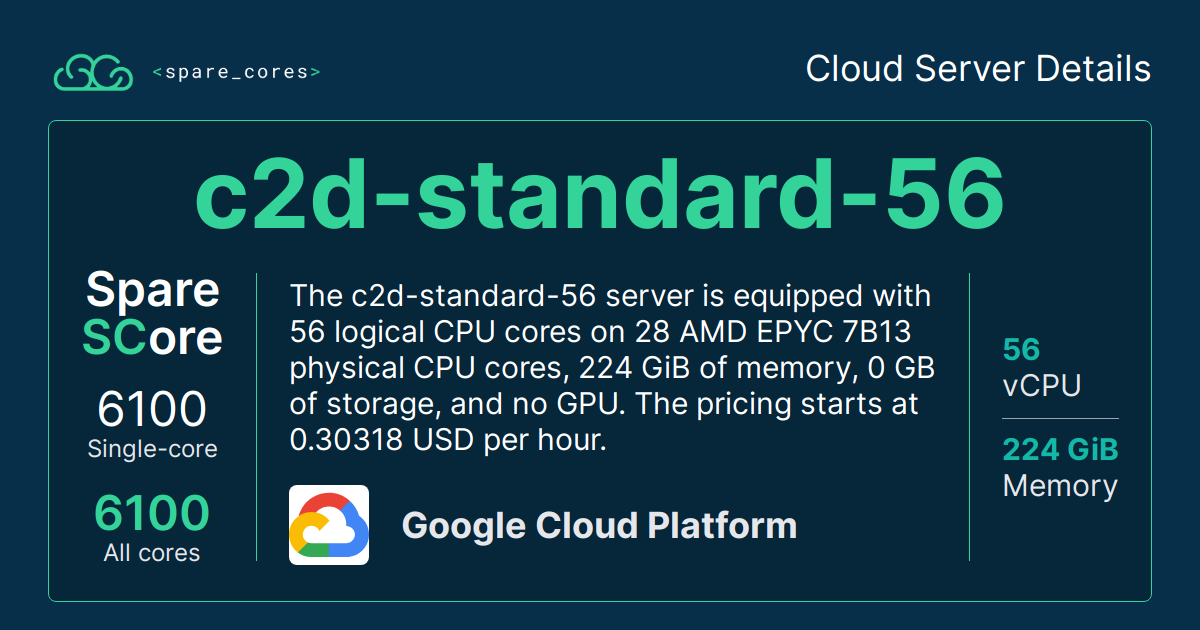 <spare_cores>
Cloud Server Details
c2d-standard-56
Spare
SCore
6100
Single-core
6100
All cores
The c2d-standard-56 server is equipped with
56 logical CPU cores on 28 AMD EPYC 7B13
physical CPU cores, 224 GiB of memory, 0 GB
of storage, and no GPU. The pricing starts at
0.30318 USD per hour.
Google Cloud Platform
56
vCPU
224 GiB
Memory